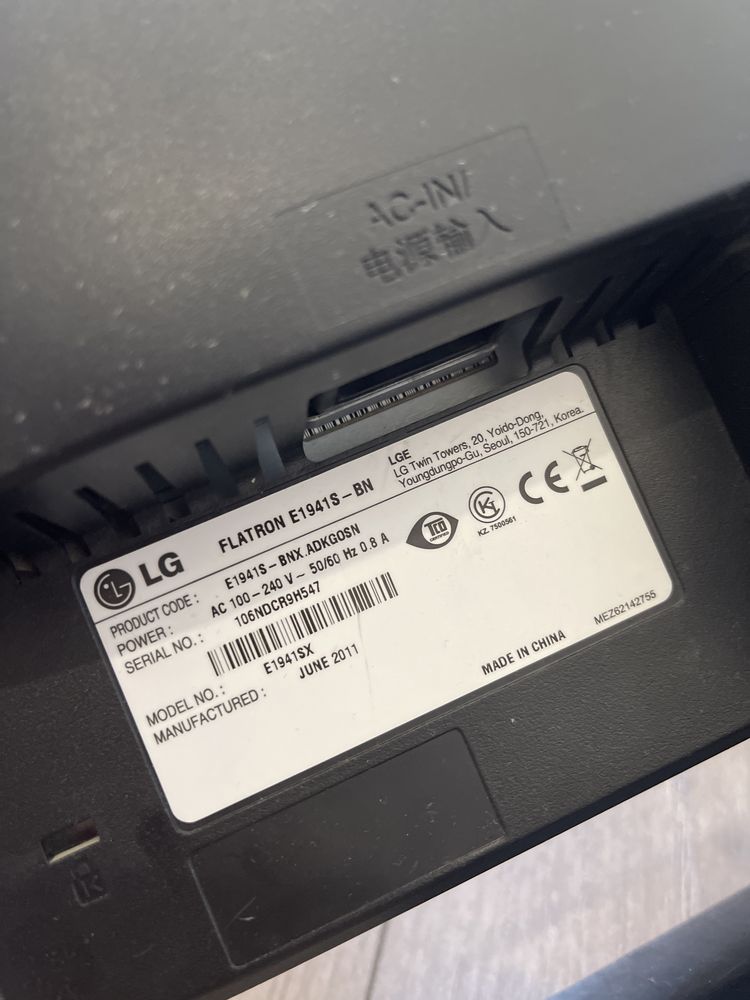 AC-IN/
电源输入
LG
FLATRON E1941S-BN
LGE
LG Twin Towers, 20, Yoido-Dong,
Youngdungpo-Gu, Seoul, 150-721, Korea.
PRODUCT CODE : E1941S-BNX.ADKGOSN
POWER : AC 100-240 V~ 50/60 Hz 0.8 A
SERIAL NO. : 106NDCR9H547
TCO
CERTIFIED
KZ. 7500561
CE
MODEL NO. : E1941SX
MANUFACTURED : JUNE 2011
MADE IN CHINA
MEZ62142755